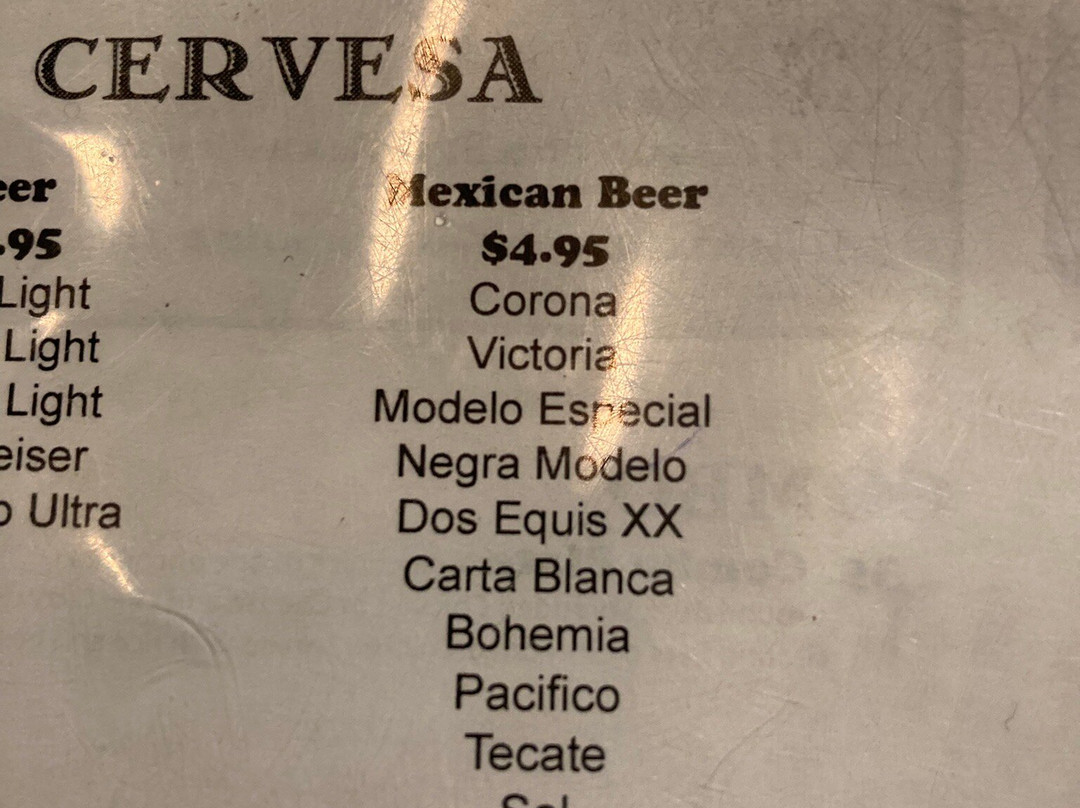 CERVESA
eer
.95
Light
Light
Light
eiser
o Ultra
Mexican Beer
$4.95
Corona
Victoria
Modelo Especial
Negra Modelo
Dos Equis XX
Carta Blanca
Bohemia
Pacifico
Tecate
Sol